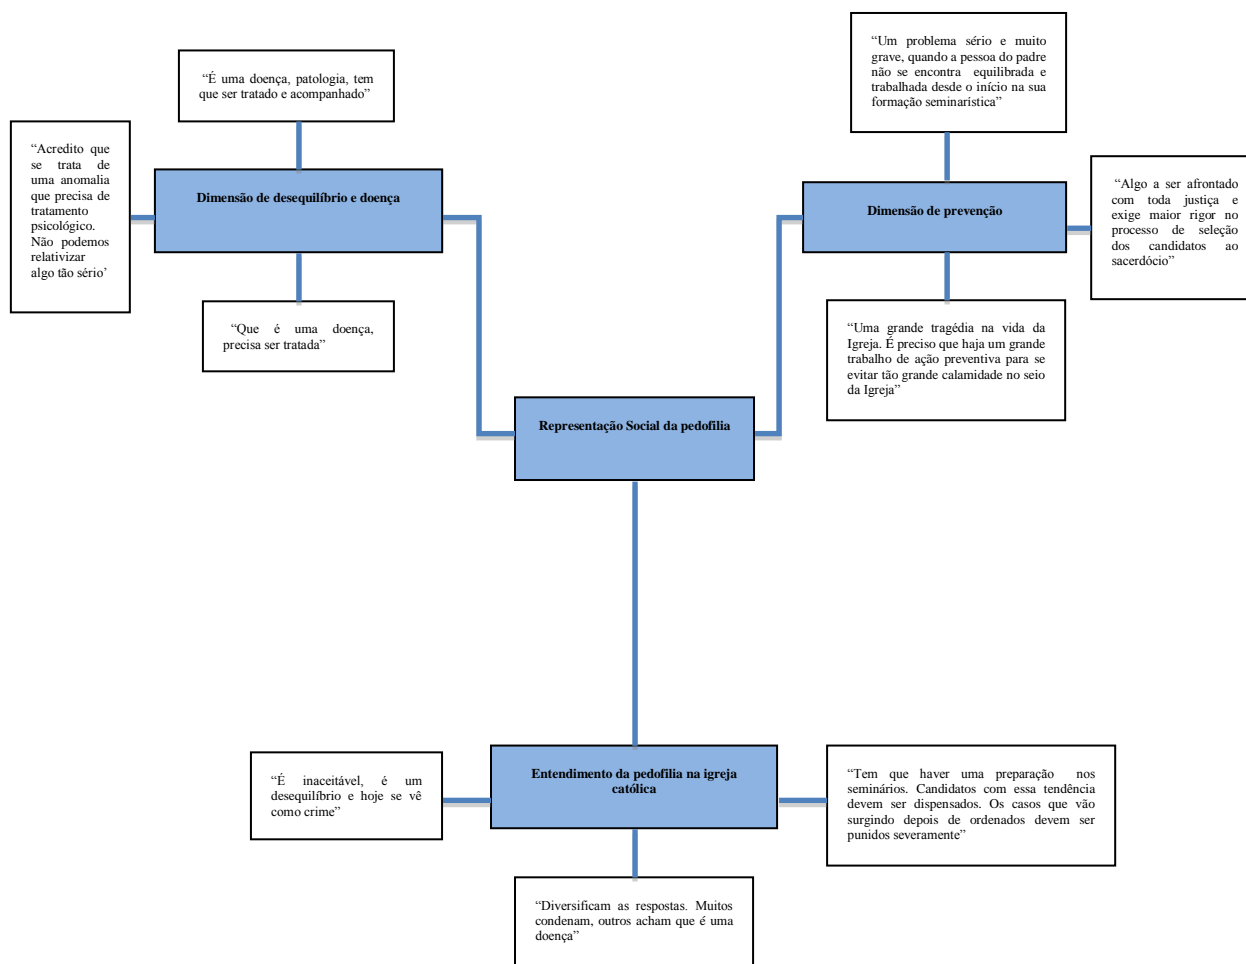 “É uma doença, patologia, tem
que ser tratado e acompanhado”
“Acredito que
se trata de
uma anomalia
que precisa de
tratamento
psicológico.
Não podemos
relativizar
algo tão sério’
Dimensão de desequilíbrio e doença
“Que é uma doença,
precisa ser tratada”
“Um problema sério e muito
grave, quando a pessoa do padre
não se encontra equilibrada e
trabalhada desde o início na sua
formação seminarística”
Dimensão de prevenção
“Algo a ser afrontado
com toda justiça e
exige maior rigor no
processo de seleção
dos candidatos ao
sacerdócio”
“Uma grande tragédia na vida da
Igreja. É preciso que haja um grande
trabalho de ação preventiva para se
evitar tão grande calamidade no seio
da Igreja”
Representação Social da pedofilia
“É inaceitável, é um
desequilíbrio e hoje se vê
como crime”
Entendimento da pedofilia na igreja
católica
“Tem que haver uma preparação nos
seminários. Candidatos com essa tendência
devem ser dispensados. Os casos que vão
surgindo depois de ordenados devem ser
punidos severamente”
“Diversificam as respostas. Muitos
condenam, outros acham que é uma
doença”